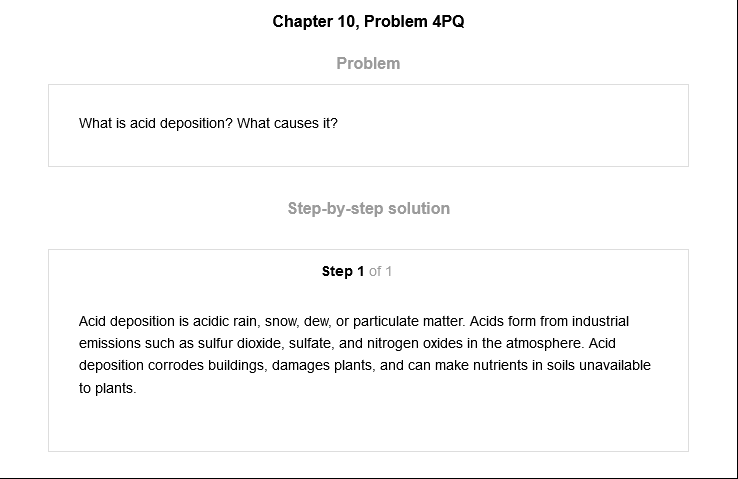 Chapter 10, Problem 4PQ
Problem
What is acid deposition? What causes it?
Step-by-step solution
Step 1 of 1
Acid deposition is acidic rain, snow, dew, or particulate matter. Acids form from industrial
emissions such as sulfur dioxide, sulfate, and nitrogen oxides in the atmosphere. Acid
deposition corrodes buildings, damages plants, and can make nutrients in soils unavailable
to plants.